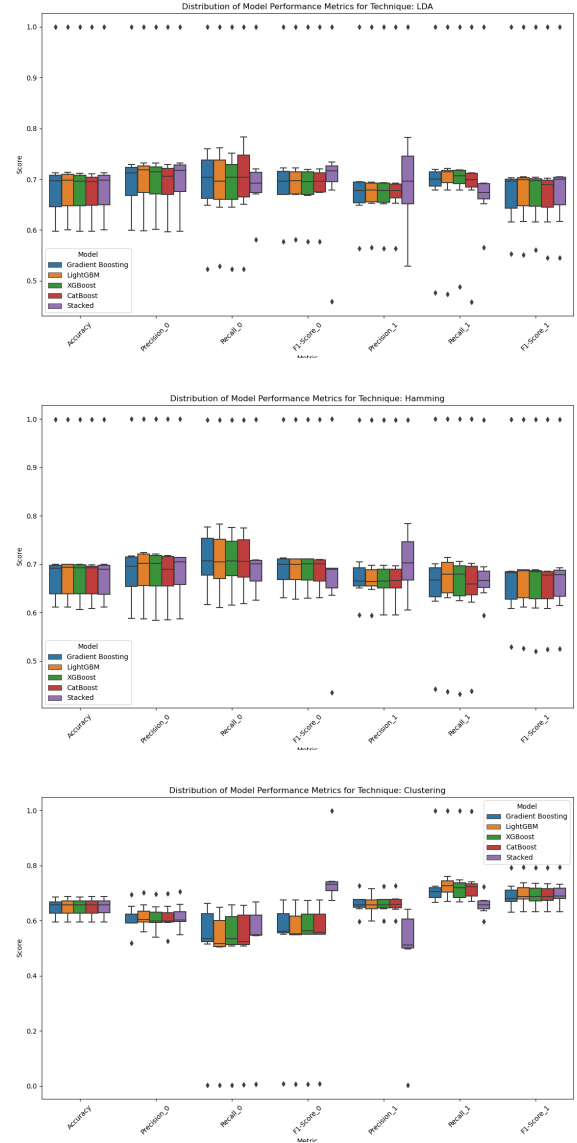 Distribution of Model Performance Metrics for Technique: LDA
1.0
0.9
0.8
0.7
0.6
0.5
Score
Model
Gradient Boosting
LightGBM
XGBoost
CatBoost
Stacked
Accuracy
Precision_0
Recall_0
F1-Score_0
Precision_1
Recall_1
F1-Score_1
Metric
Distribution of Model Performance Metrics for Technique: Hamming
1.0
0.9
0.8
0.7
0.6
0.5
Score
Model
Gradient Boosting
LightGBM
XGBoost
CatBoost
Stacked
Accuracy
Precision_0
Recall_0
F1-Score_0
Precision_1
Recall_1
F1-Score_1
Metric
Distribution of Model Performance Metrics for Technique: Clustering
1.0
0.8
0.6
0.4
0.2
0.0
Score
Model
Gradient Boosting
LightGBM
XGBoost
CatBoost
Stacked
Accuracy
Precision_0
Recall_0
F1-Score_0
Precision_1
Recall_1
F1-Score_1
Metric